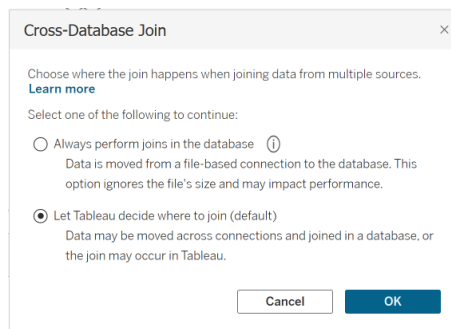 Cross-Database Join
Choose where the join happens when joining data from multiple sources.
Learn more
Select one of the following to continue:
Always perform joins in the database
Data is moved from a file-based connection to the database. This
option ignores the file's size and may impact performance.
Let Tableau decide where to join (default)
Data may be moved across connections and joined in a database, or
the join may occur in Tableau.
Cancel OK